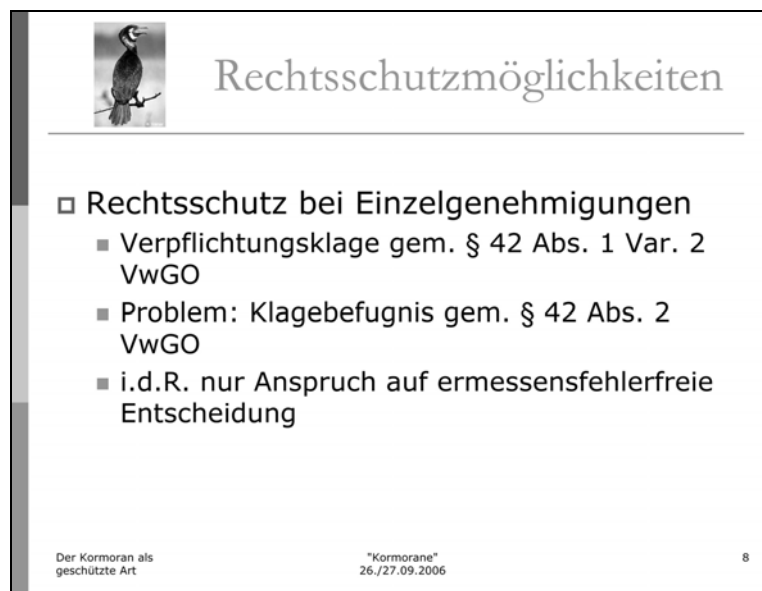 Rechtsschutzmöglichkeiten
Rechtsschutz bei Einzelgenehmigungen
Verpflichtungsklage gem. § 42 Abs. 1 Var. 2
VwGO
Problem: Klagebefugnis gem. § 42 Abs. 2
VwGO
i.d.R. nur Anspruch auf ermessensfehlerfreie
Entscheidung
Der Kormoran als
geschützte Art
"Kormorane"
26./27.09.2006
8